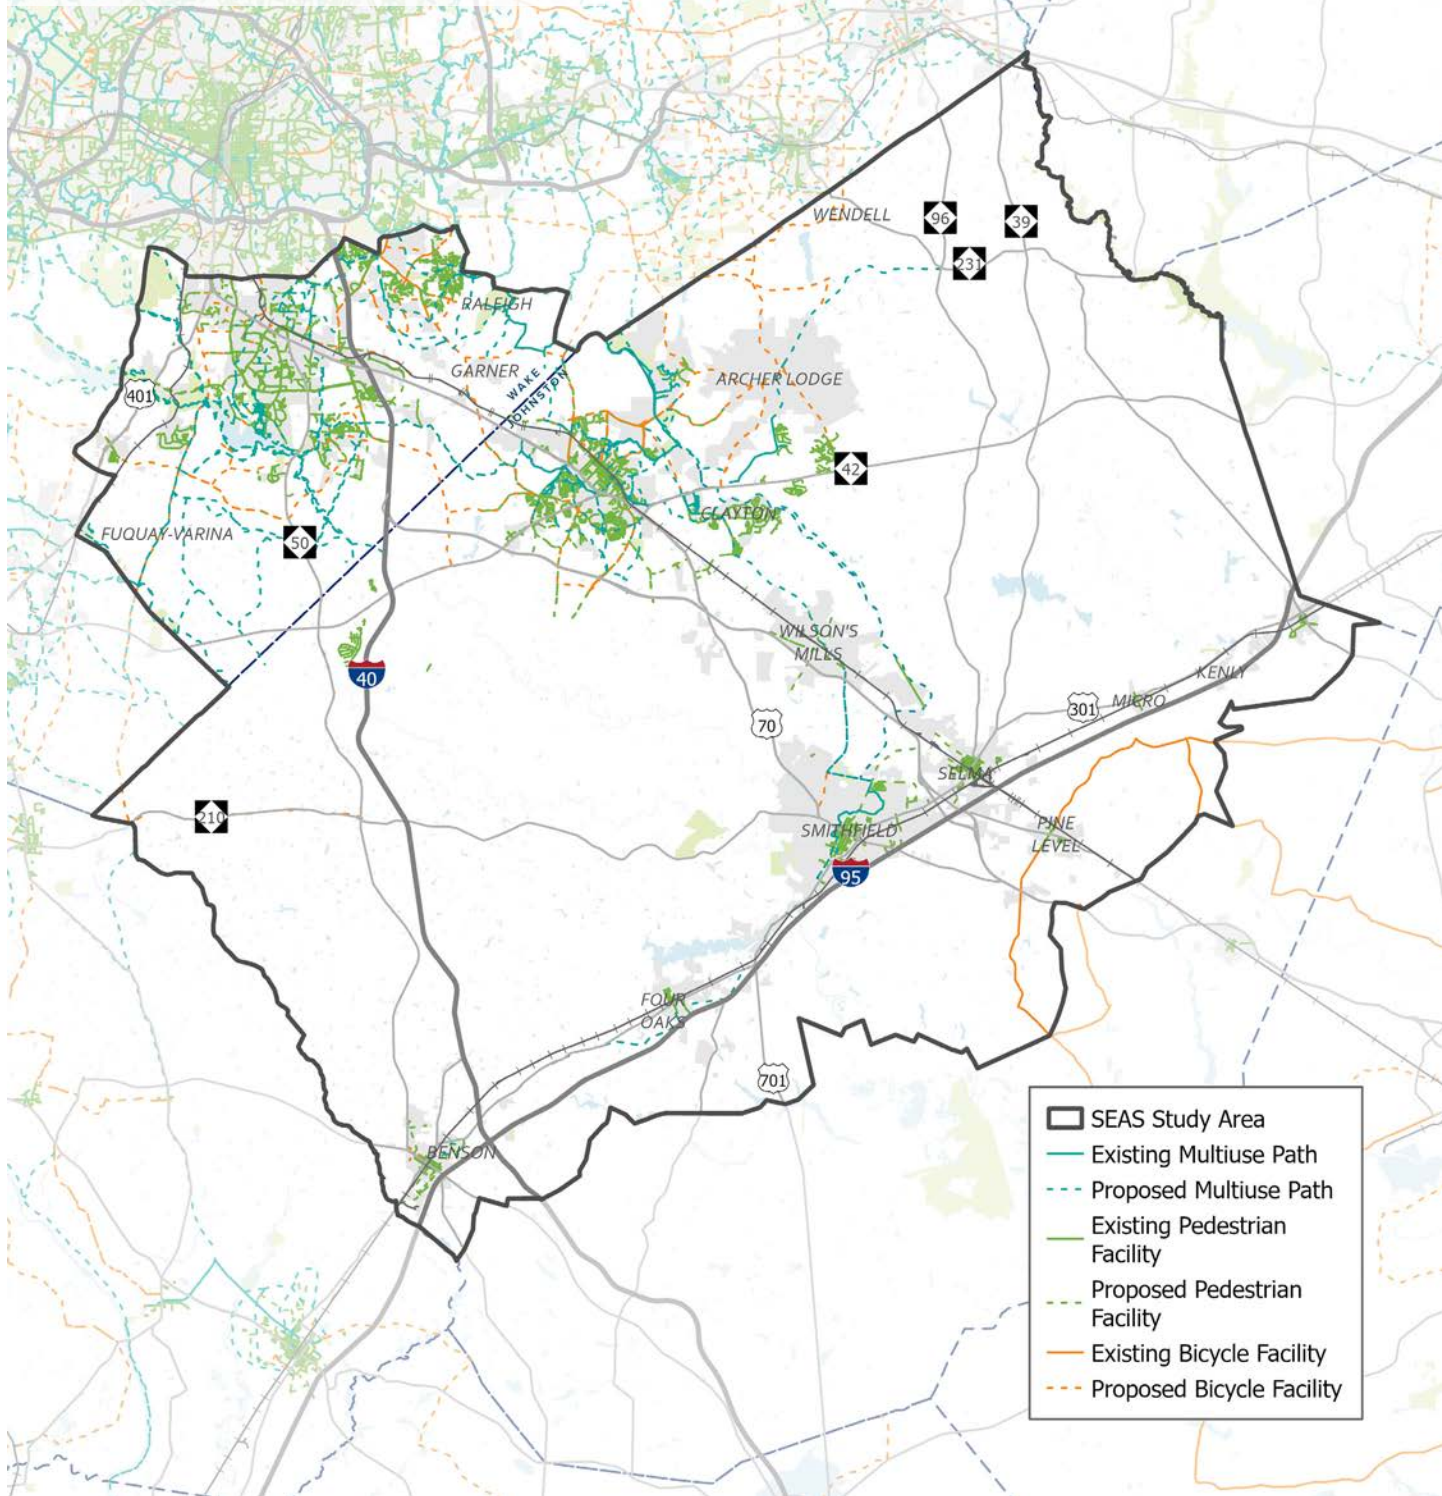 WENDELL
96
39
231
RALEIGH
GARNER
WAKE
JOHNSTON
ARCHER LODGE
401
42
CLAYTON
FUQUAY-VARINA
50
WILSON'S
MILLS
40
KENLY
MICRO
301
70
SELMA
210
SMITHFIELD
PINE
LEVEL
95
FOUR
OAKS
701
BENSON
SEAS Study Area
Existing Multiuse Path
Proposed Multiuse Path
Existing Pedestrian
Facility
Proposed Pedestrian
Facility
Existing Bicycle Facility
Proposed Bicycle Facility